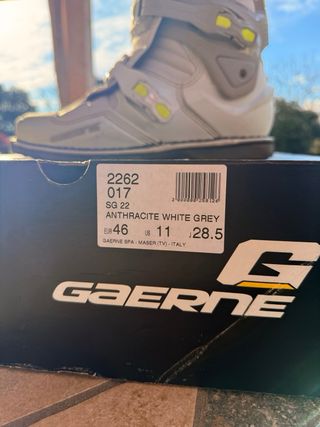 GAERNE
2262
017
SG 22
ANTHRACITE WHITE GREY
EUR 46 US 11 J 28.5
GAERNE SPA - MASER (TV) - ITALY
G
GAERNE